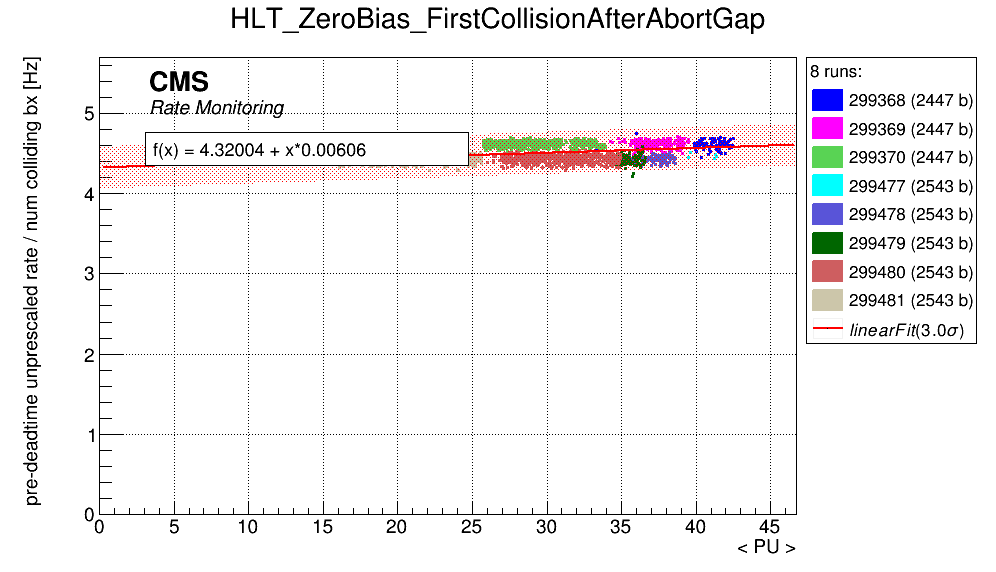 HLT_ZeroBias_FirstCollisionAfterAbortGap
pre-deadtime unprescaled rate / num colliding bx [Hz]
CMS
Rate Monitoring
f(x) = 4.32004 + x*0.00606
5
4
3
2
1
0
0 5 10 15 20 25 30 35 40 45
< PU >
8 runs:
299368 (2447 b)
299369 (2447 b)
299370 (2447 b)
299477 (2543 b)
299478 (2543 b)
299479 (2543 b)
299480 (2543 b)
299481 (2543 b)
linearFit(3.0σ)